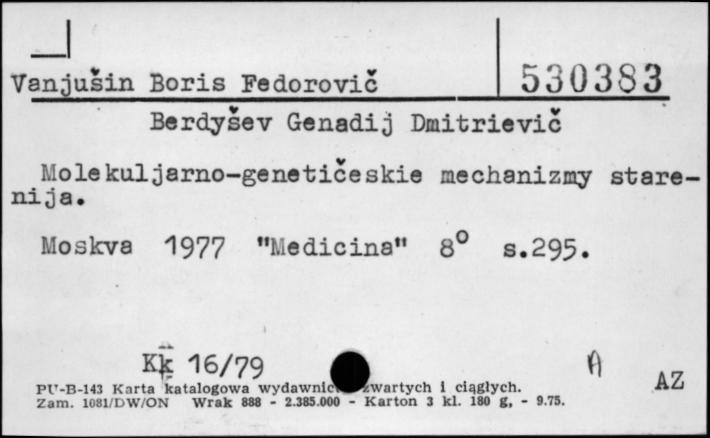 Vanjušin Boris Fedorovič 530383
Berdyšev Genadij Dmitrievič
Molekuljarno-genetičeskie mechanizmy stare-
nija.
Moskva 1977 "Medicina" 8° s.295.
Kk 16/79
A
AZ
PU-B-143 Karta katalogowa zwartych i ciągłych.
Zam. 1081/DW/ON Wrak 888 - 2.385.000 - Karton 3 kl. 180 g, - 9.75.